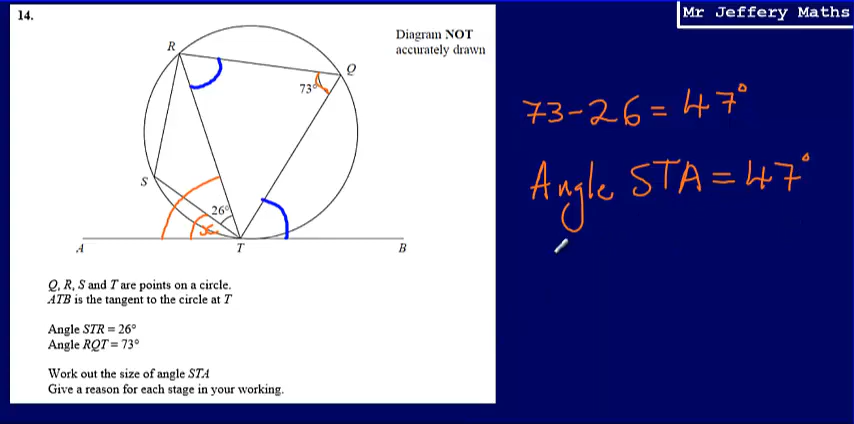 Mr Jeffery Maths
14.
Diagram NOT
accurately drawn
R
Q
73°
S
26°
x
A
T
B
73-26=47°
Angle STA=47°
Q, R, S and T are points on a circle.
ATB is the tangent to the circle at T
Angle STR = 26°
Angle RQT = 73°
Work out the size of angle STA
Give a reason for each stage in your working.